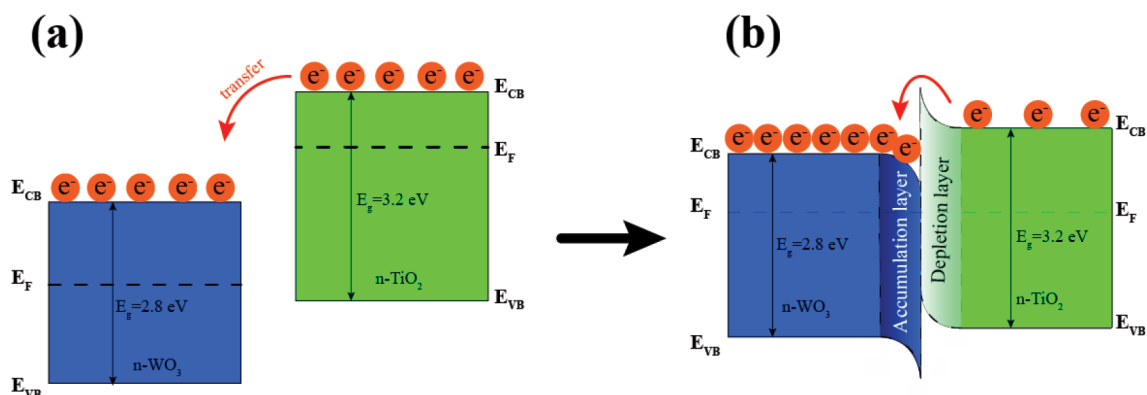 (a)
transfer
e⁻ e⁻ e⁻ e⁻ e⁻
E_CB
E_F
E_g=3.2 eV
n-TiO₂
E_VB
E_CB
e⁻ e⁻ e⁻ e⁻ e⁻
E_F
E_g=2.8 eV
n-WO₃
E_VB
(b)
e⁻ e⁻ e⁻ e⁻ e⁻ e⁻ e⁻
E_CB
E_F
E_g=2.8 eV
n-WO₃
E_VB
Accumulation layer
Depletion layer
e⁻ e⁻ e⁻
E_CB
E_F
E_g=3.2 eV
n-TiO₂
E_VB